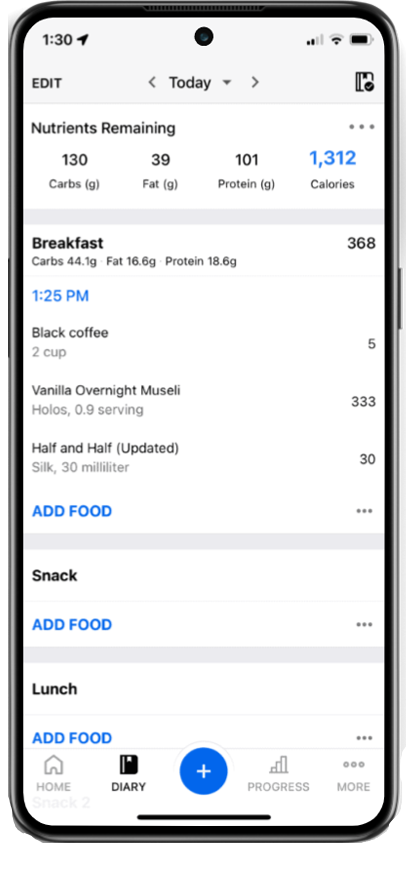 1:30
EDIT
Today
Nutrients Remaining
130 39 101 1,312
Carbs (g) Fat (g) Protein (g) Calories
Breakfast 368
Carbs 44.1g · Fat 16.6g · Protein 18.6g
1:25 PM
Black coffee
2 cup 5
Vanilla Overnight Museli
Holos, 0.9 serving 333
Half and Half (Updated)
Silk, 30 milliliter 30
ADD FOOD
Snack
ADD FOOD
Lunch
ADD FOOD
HOME DIARY + PROGRESS MORE
Snack 2